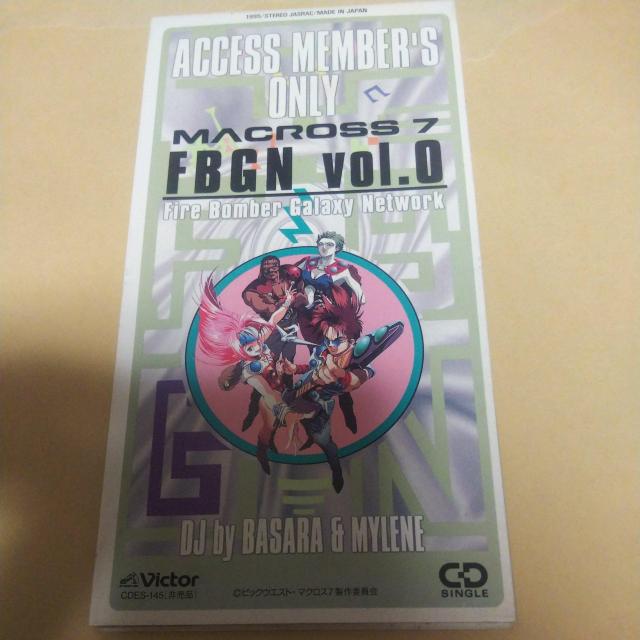 1995/STEREO JASRAC/MADE IN JAPAN
ACCESS MEMBER'S
ONLY
MACROSS 7
FBGN vol.0
Fire Bomber Galaxy Network
DJ by BASARA & MYLENE
Victor
CDES-145(非売品)
©ビックウエスト・マクロス7製作委員会
CD
SINGLE